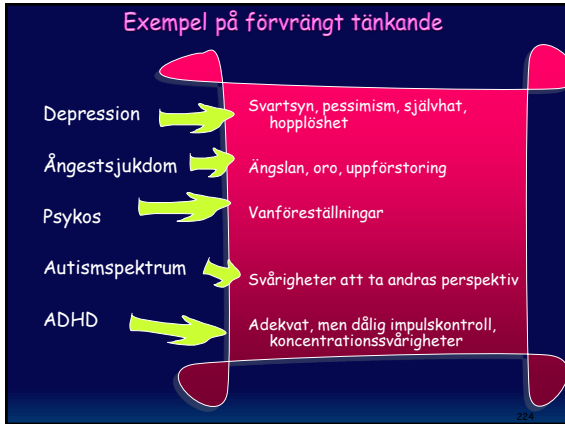 Exempel på förvrängt tänkande
Depression
Svartsyn, pessimism, självhat,
hopplöshet
Ångestsjukdom
Ängslan, oro, uppförstoring
Psykos
Vanföreställningar
Autismspektrum
Svårigheter att ta andras perspektiv
ADHD
Adekvat, men dålig impulskontroll,
koncentrationssvårigheter
224